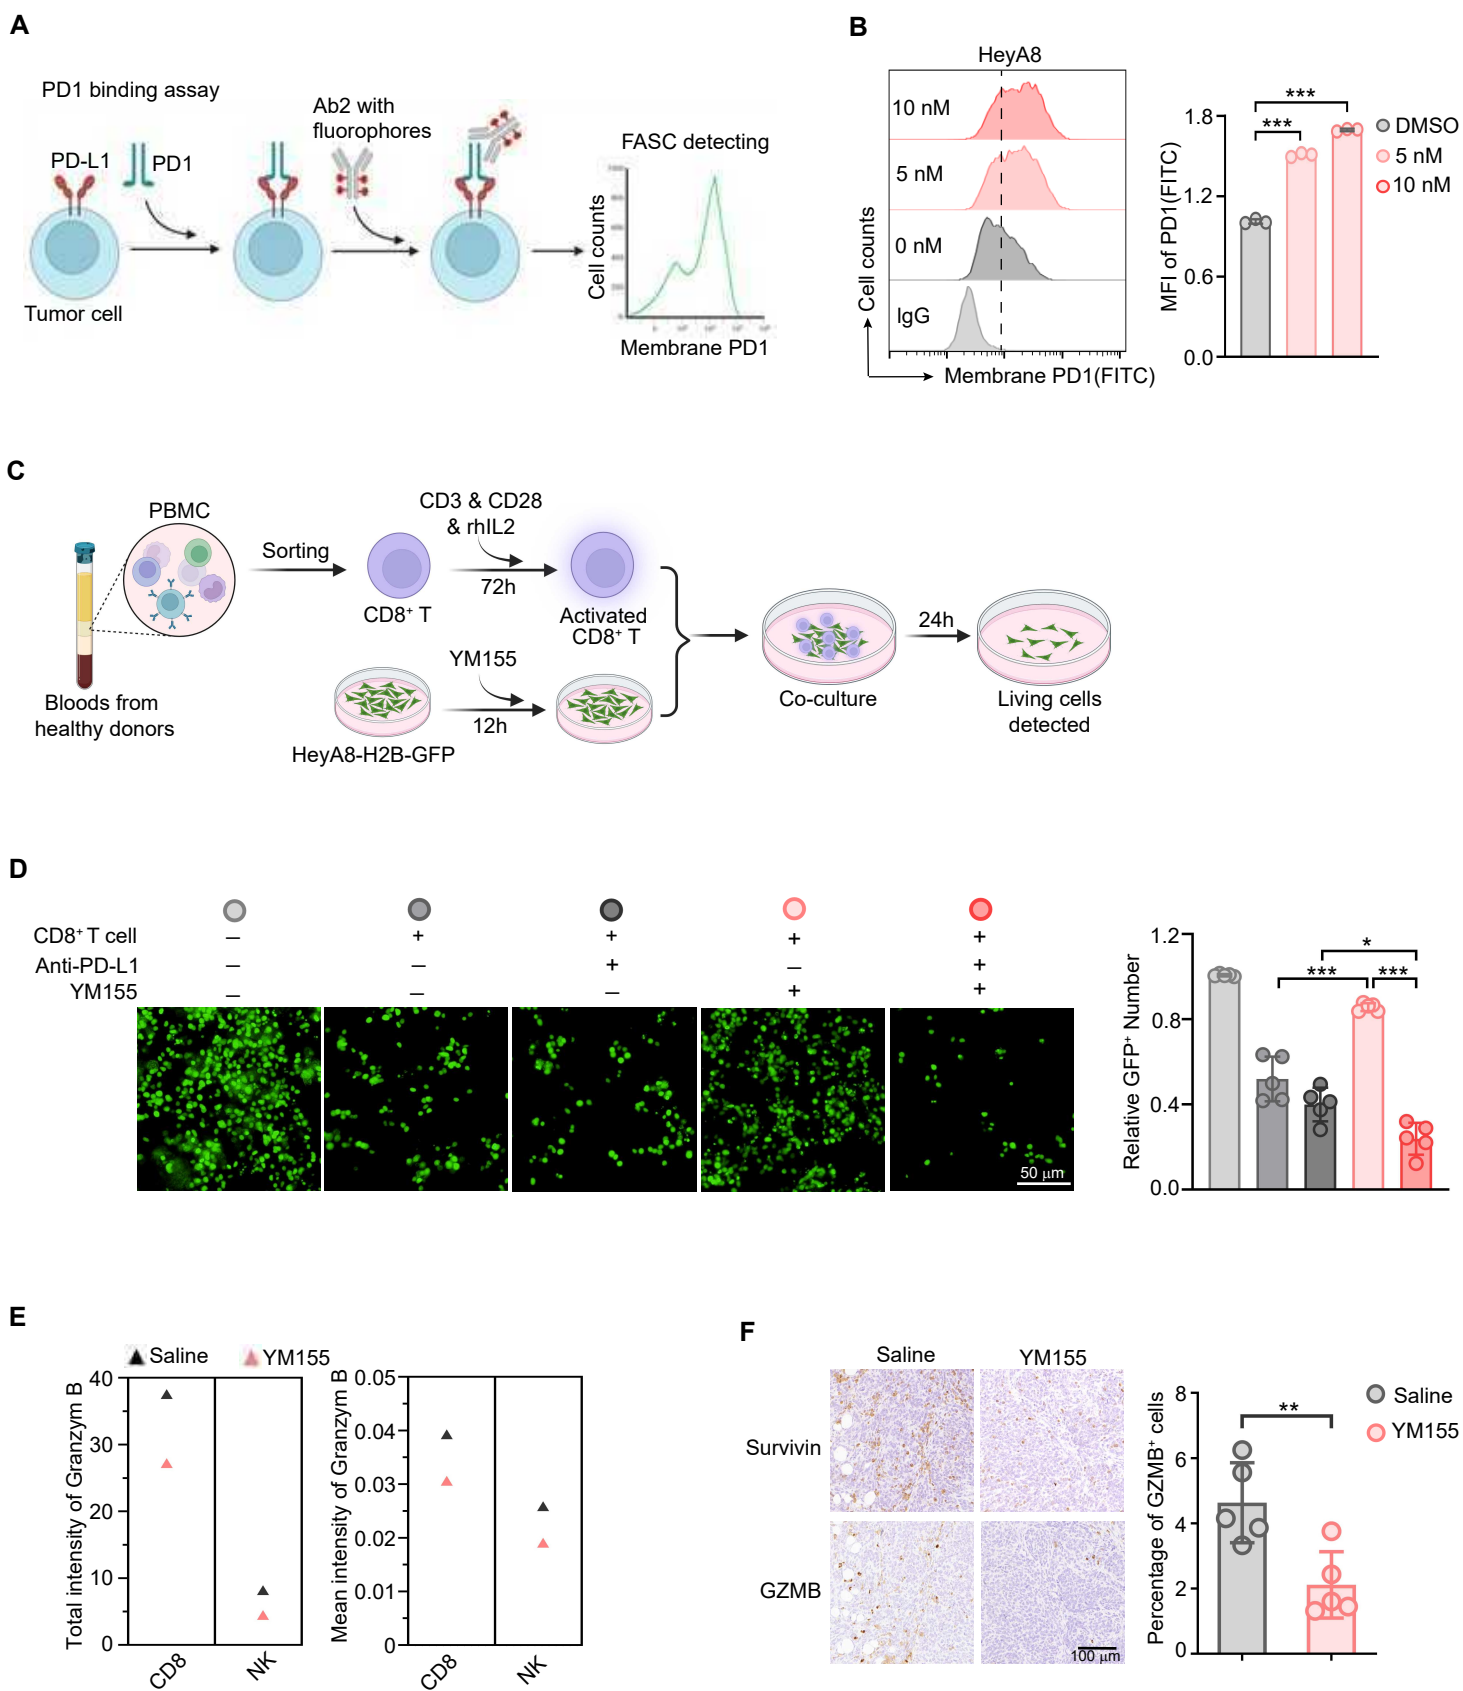 A
PD1 binding assay
PD-L1
PD1
Ab2 with
fluorophores
Tumor cell
FASC detecting
Cell counts
Membrane PD1
B
HeyA8
10 nM
5 nM
0 nM
IgG
Cell counts
Membrane PD1(FITC)
MFI of PD1(FITC)
1.8
1.2
0.6
0.0
***
***
DMSO
5 nM
10 nM
C
PBMC
Bloods from
healthy donors
Sorting
CD8+ T
CD3 & CD28
& rhIL2
72h
Activated
CD8+ T
HeyA8-H2B-GFP
YM155
12h
Co-culture
24h
Living cells
detected
D
CD8+ T cell – + + + +
Anti-PD-L1 – – + – +
YM155 – – – + +
50 μm
Relative GFP+ Number
1.2
0.8
0.4
0.0
*
***
***
E
Saline
YM155
Total intensity of Granzym B
40
30
20
10
0
CD8
NK
Mean intensity of Granzym B
0.05
0.04
0.03
0.02
0.01
0
CD8
NK
F
Saline
YM155
Survivin
GZMB
100 μm
Percentage of GZMB+ cells
8
6
4
2
0
**
Saline
YM155